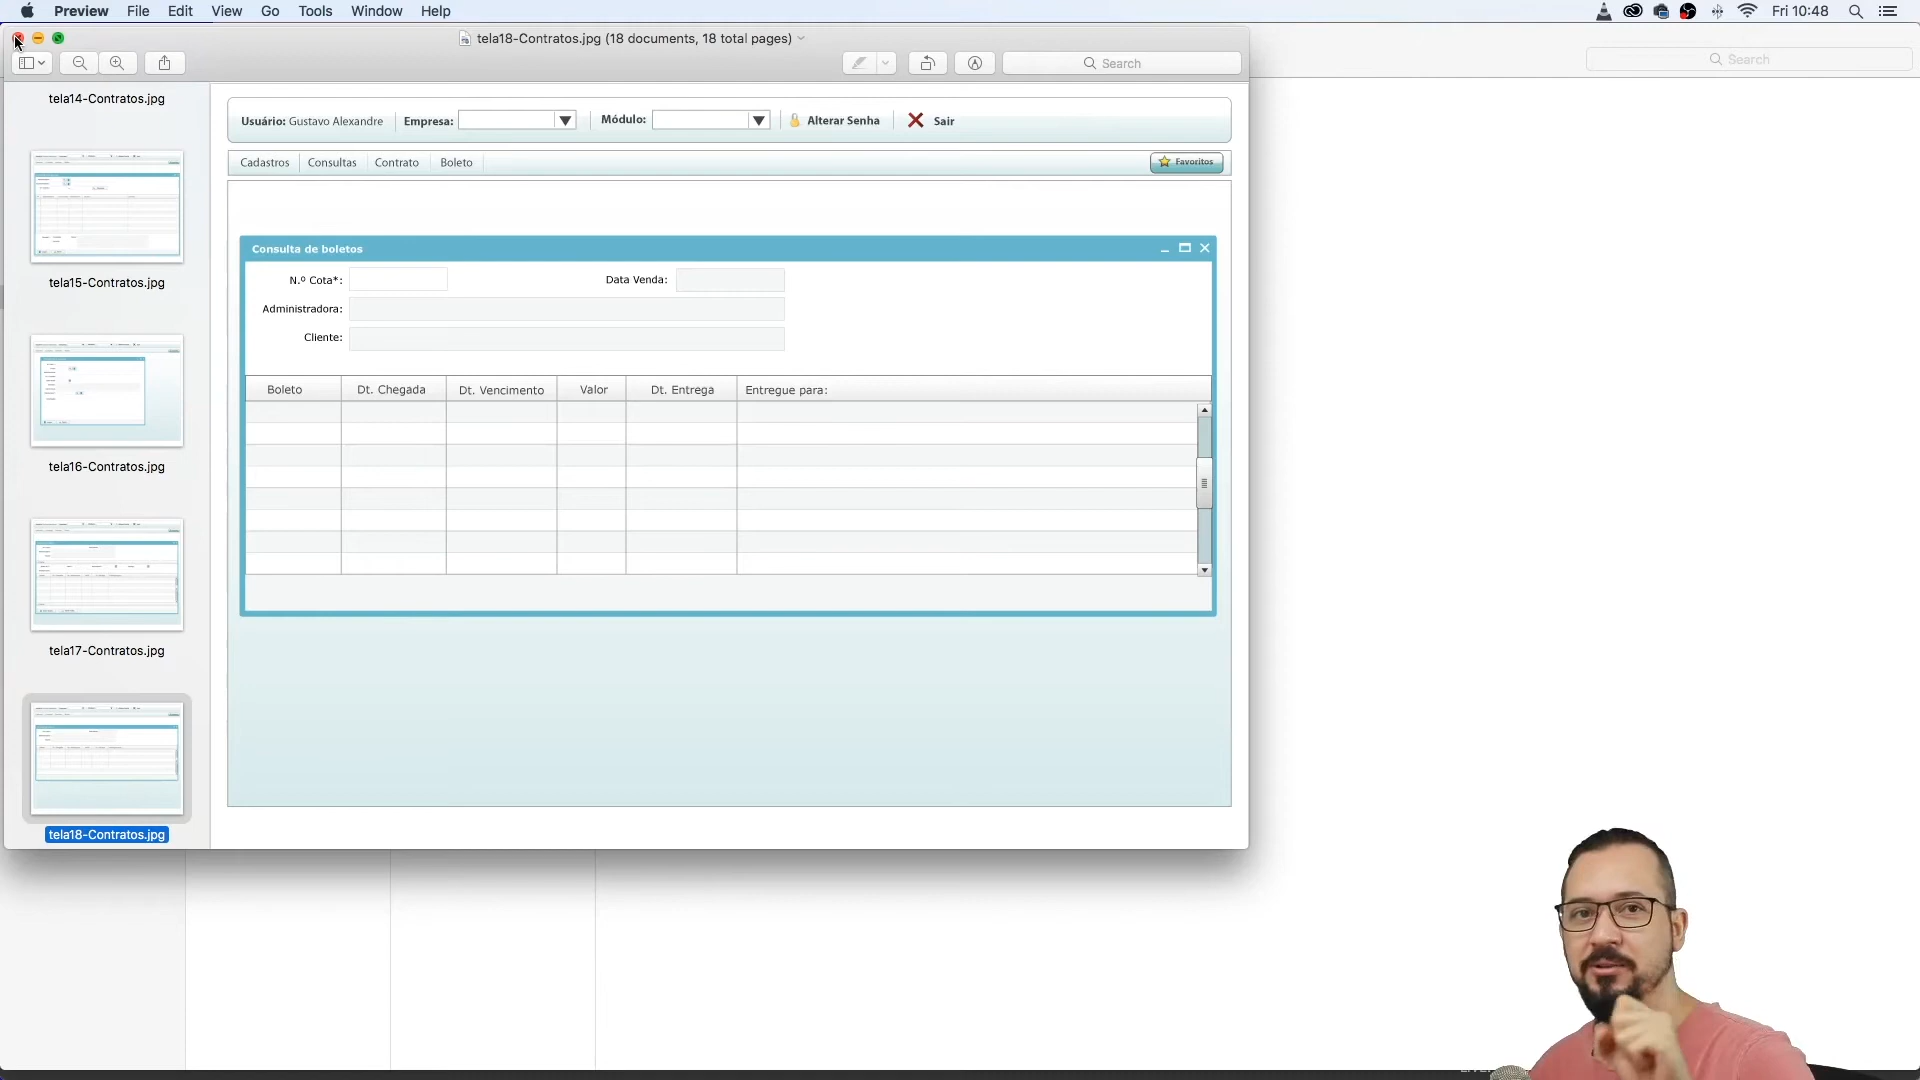 Preview File Edit View Go Tools Window Help Fri 10:48
tela18-Contratos.jpg (18 documents, 18 total pages)
Search
Search
tela14-Contratos.jpg
tela15-Contratos.jpg
tela16-Contratos.jpg
tela17-Contratos.jpg
tela18-Contratos.jpg
Usuário: Gustavo Alexandre Empresa: Módulo: Alterar Senha Sair
Cadastros Consultas Contrato Boleto Favoritos
Consulta de boletos
N.º Cota*: Data Venda:
Administradora:
Cliente:
Boleto Dt. Chegada Dt. Vencimento Valor Dt. Entrega Entregue para: